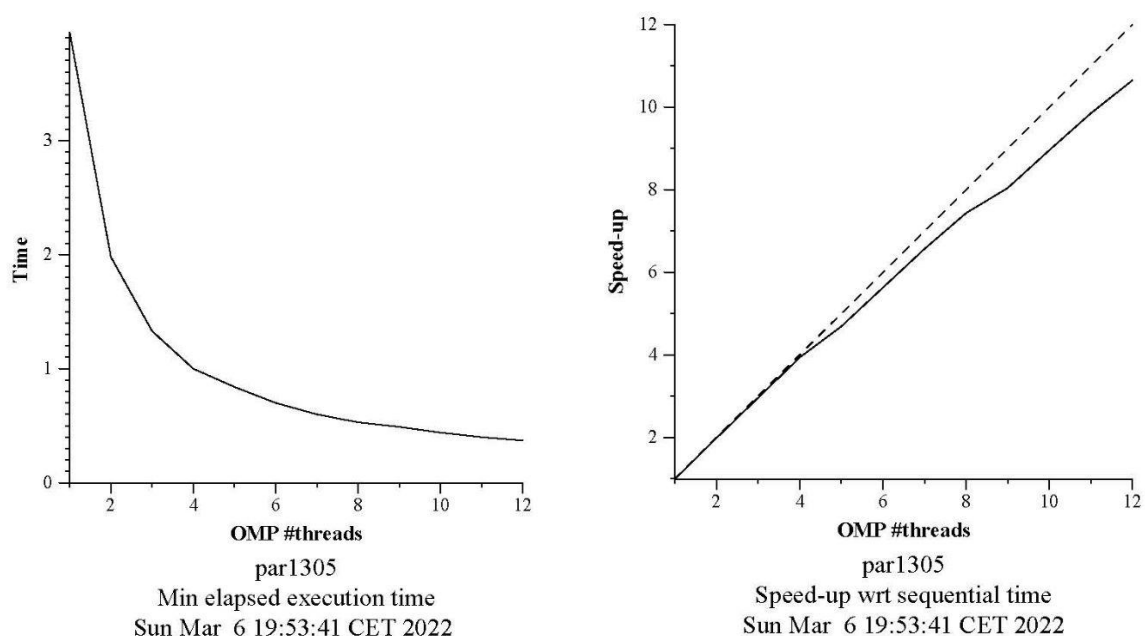 3
2
1
0
Time
2
4
6
8
10
12
OMP #threads
par1305
Min elapsed execution time
Sun Mar 6 19:53:41 CET 2022
12
10
8
6
4
2
Speed-up
2
4
6
8
10
12
OMP #threads
par1305
Speed-up wrt sequential time
Sun Mar 6 19:53:41 CET 2022